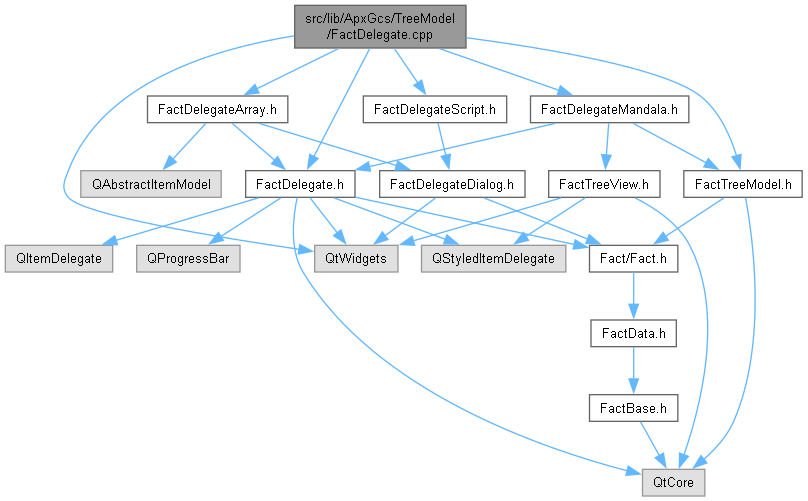 src/lib/ApxGcs/TreeModel
/FactDelegate.cpp
FactDelegateArray.h
FactDelegateScript.h
FactDelegateMandala.h
QAbstractItemModel
FactDelegate.h
FactDelegateDialog.h
FactTreeView.h
FactTreeModel.h
QItemDelegate
QProgressBar
QtWidgets
QStyledItemDelegate
Fact/Fact.h
FactData.h
FactBase.h
QtCore